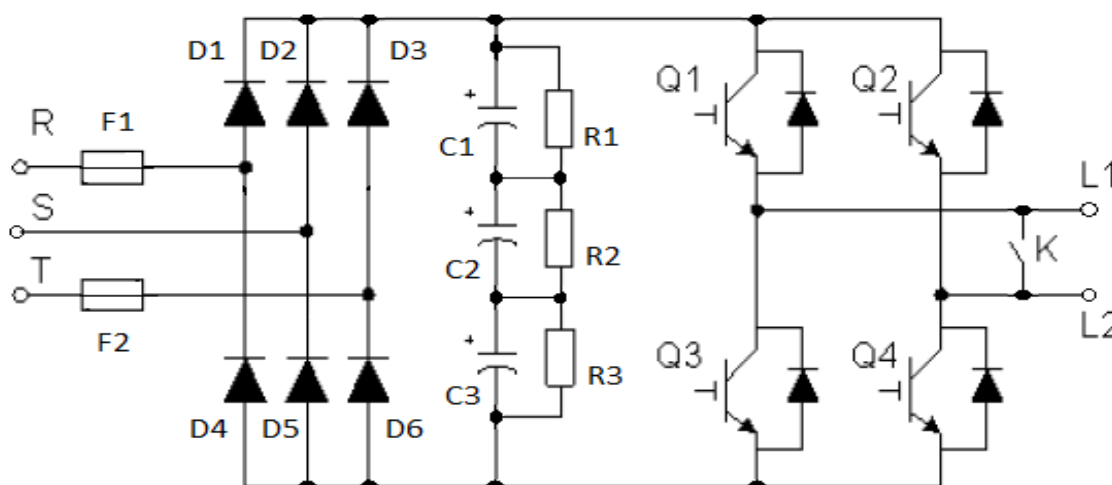 D1 D2 D3
Q1 Q2
R F1
C1 R1
L1
S
K
C2 R2
T
F2
L2
Q3 Q4
C3 R3
D4 D5 D6